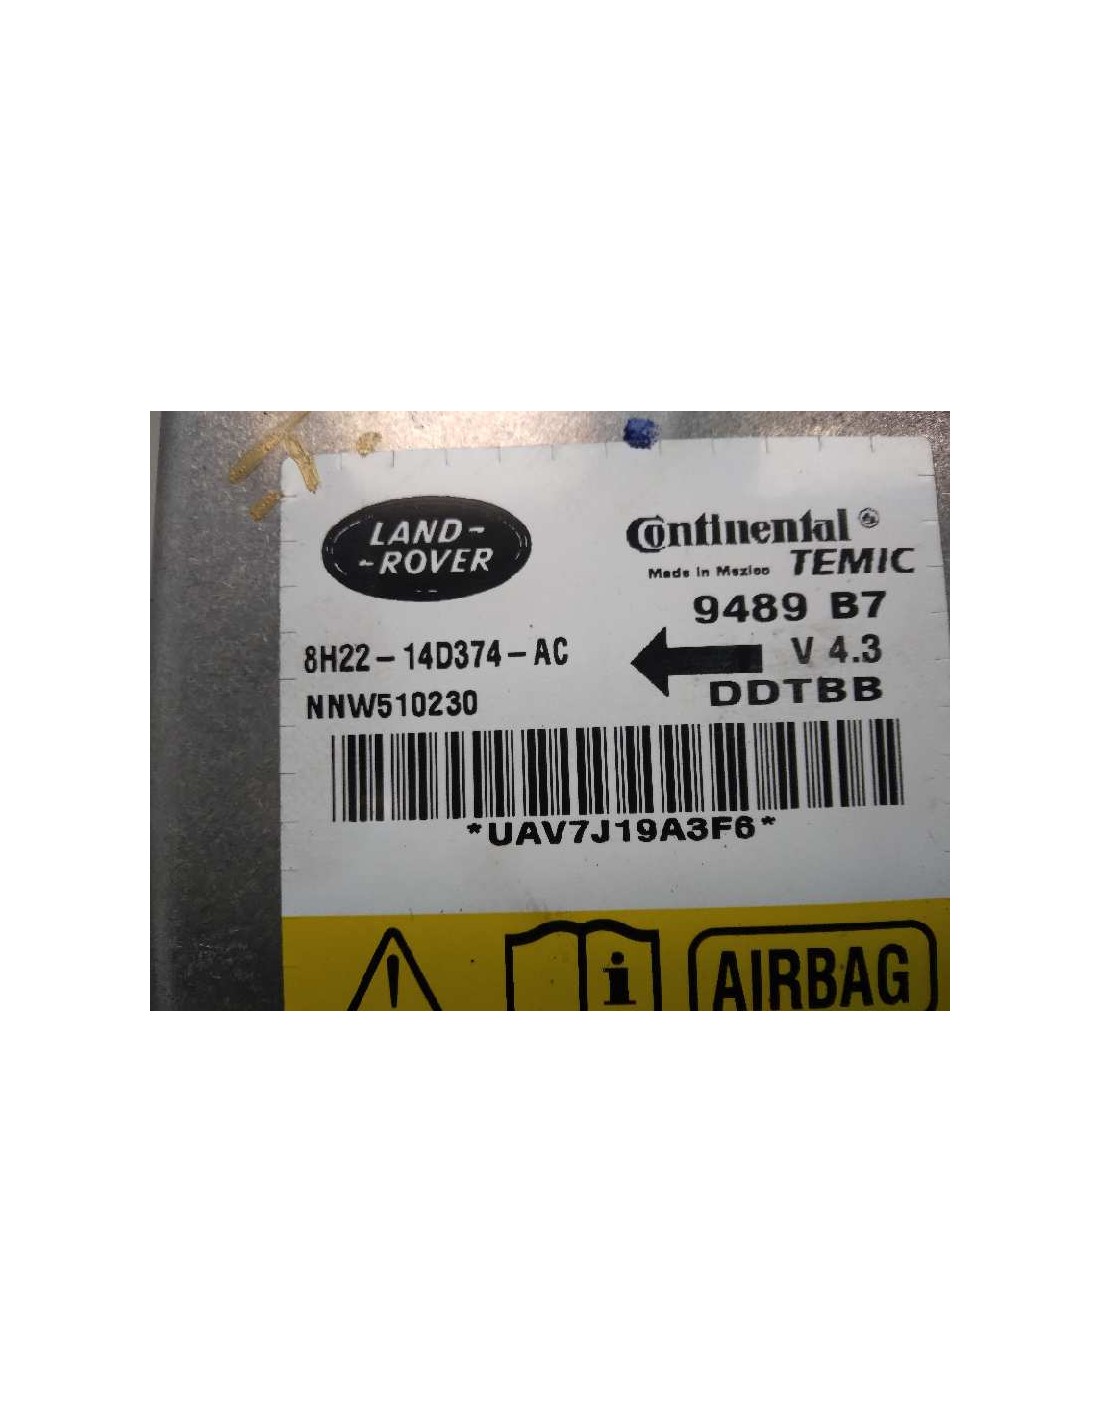 LAND-
-ROVER
Continental
Made in Mexico TEMIC
9489 B7
8H22-14D374-AC
V 4.3
NNW510230
DDTBB
*UAV7J19A3F6*
i
AIRBAG